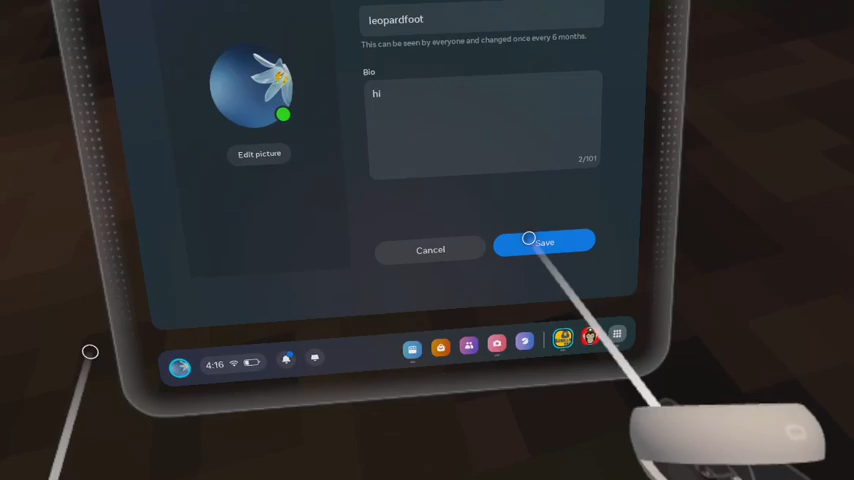 leopardfoot
This can be seen by everyone and changed once every 6 months.
Bio
hi
2/101
Edit picture
Cancel
Save
4:16